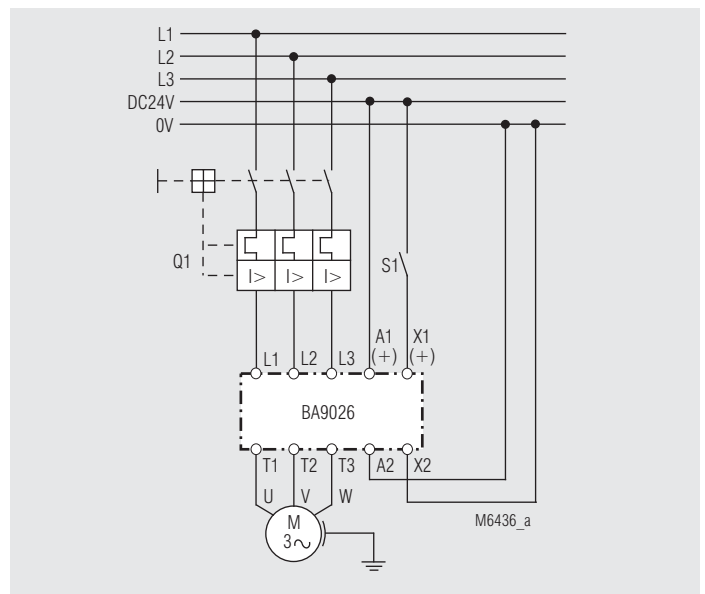 L1
L2
L3
DC24V
0V
Q1
I> I> I>
S1
A1 X1
L1 L2 L3 (+) (+)
BA9026
T1 T2 T3 A2 X2
U V W
M
3
M6436_a